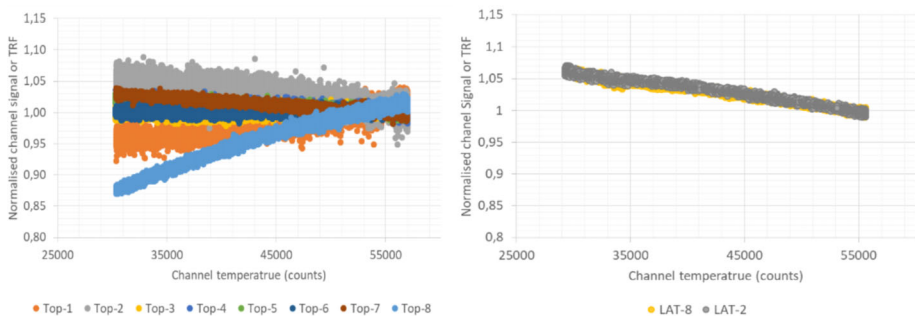 Normalised channel signal or TRF
1,15
1,10
1,05
1,00
0,95
0,90
0,85
0,80
25000 35000 45000 55000
Channel temperatrue (counts)
Top-1 Top-2 Top-3 Top-4 Top-5 Top-6 Top-7 Top-8
Normalised channel Signal or TRF
1,15
1,1
1,05
1
0,95
0,9
0,85
0,8
25000 35000 45000 55000
Channel temperatrue (counts)
LAT-8 LAT-2